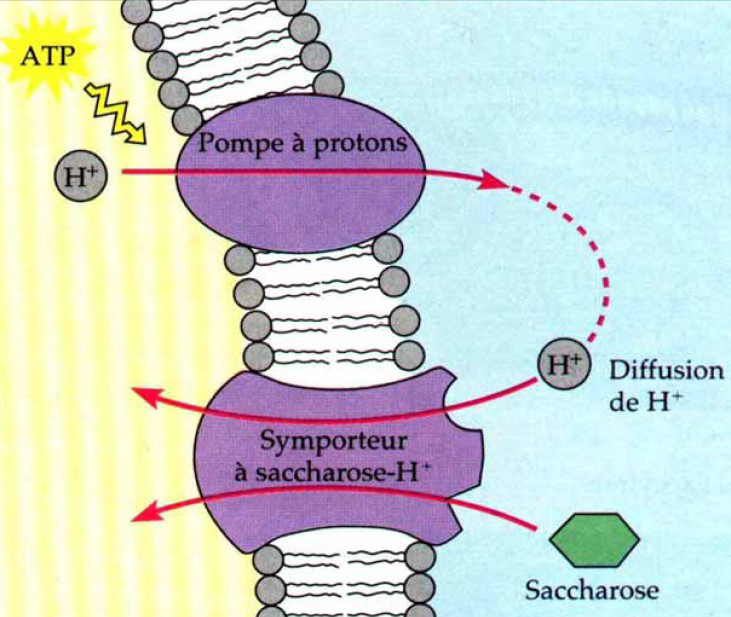 ATP
Pompe à protons
H⁺
H⁺
Diffusion
de H⁺
Symporteur
à saccharose-H⁺
Saccharose